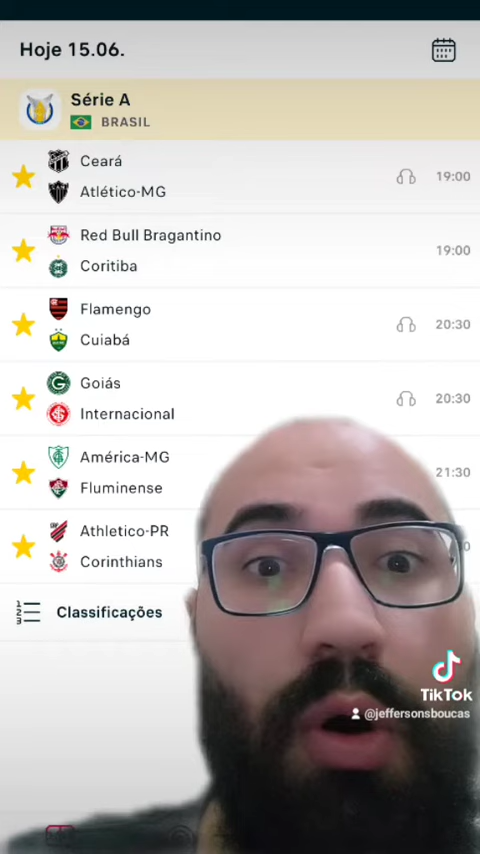 Hoje 15.06.
Série A
BRASIL
Ceará
Atlético-MG
19:00
Red Bull Bragantino
Coritiba
19:00
Flamengo
Cuiabá
20:30
Goiás
Internacional
20:30
América-MG
Fluminense
21:30
Athletico-PR
Corinthians
Classificações
TikTok
@jeffersonsboucas